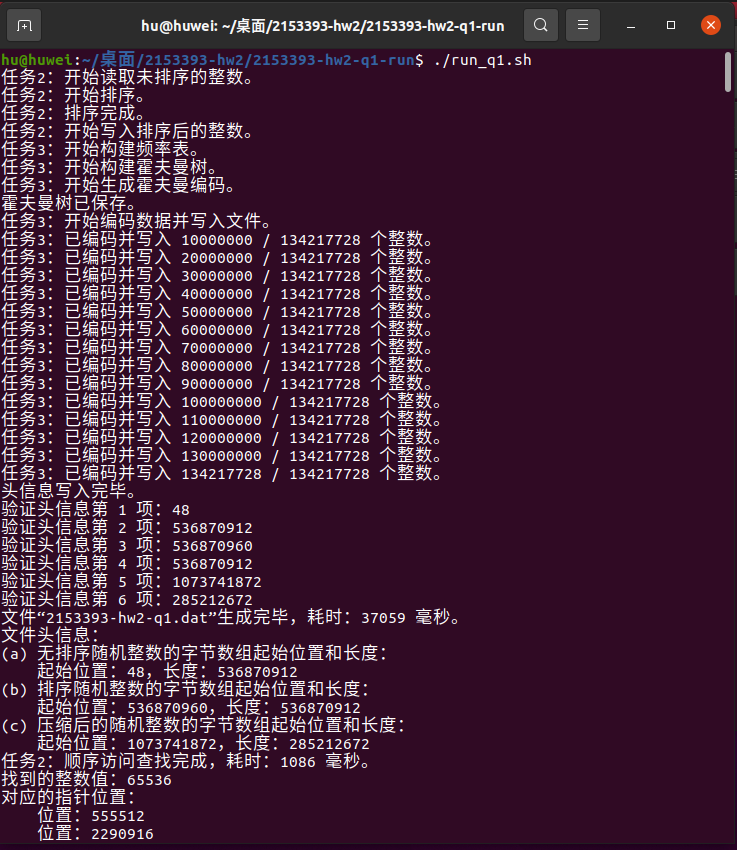 hu@huwei: ~/桌面/2153393-hw2/2153393-hw2-q1-run
hu@huwei:~/桌面/2153393-hw2/2153393-hw2-q1-run$ ./run_q1.sh
任务2：开始读取未排序的整数。
任务2：开始排序。
任务2：排序完成。
任务2：开始写入排序后的整数。
任务3：开始构建频率表。
任务3：开始构建霍夫曼树。
任务3：开始生成霍夫曼编码。
霍夫曼树已保存。
任务3：开始编码数据并写入文件。
任务3：已编码并写入 10000000 / 134217728 个整数。
任务3：已编码并写入 20000000 / 134217728 个整数。
任务3：已编码并写入 30000000 / 134217728 个整数。
任务3：已编码并写入 40000000 / 134217728 个整数。
任务3：已编码并写入 50000000 / 134217728 个整数。
任务3：已编码并写入 60000000 / 134217728 个整数。
任务3：已编码并写入 70000000 / 134217728 个整数。
任务3：已编码并写入 80000000 / 134217728 个整数。
任务3：已编码并写入 90000000 / 134217728 个整数。
任务3：已编码并写入 100000000 / 134217728 个整数。
任务3：已编码并写入 110000000 / 134217728 个整数。
任务3：已编码并写入 120000000 / 134217728 个整数。
任务3：已编码并写入 130000000 / 134217728 个整数。
任务3：已编码并写入 134217728 / 134217728 个整数。
头信息写入完毕。
验证头信息第 1 项：48
验证头信息第 2 项：536870912
验证头信息第 3 项：536870960
验证头信息第 4 项：536870912
验证头信息第 5 项：1073741872
验证头信息第 6 项：285212672
文件“2153393-hw2-q1.dat”生成完毕，耗时：37059 毫秒。
文件头信息：
(a) 无排序随机整数的字节数组起始位置和长度：
起始位置：48，长度：536870912
(b) 排序随机整数的字节数组起始位置和长度：
起始位置：536870960，长度：536870912
(c) 压缩后的随机整数的字节数组起始位置和长度：
起始位置：1073741872，长度：285212672
任务2：顺序访问查找完成，耗时：1086 毫秒。
找到的整数值：65536
对应的指针位置：
位置：555512
位置：2290916